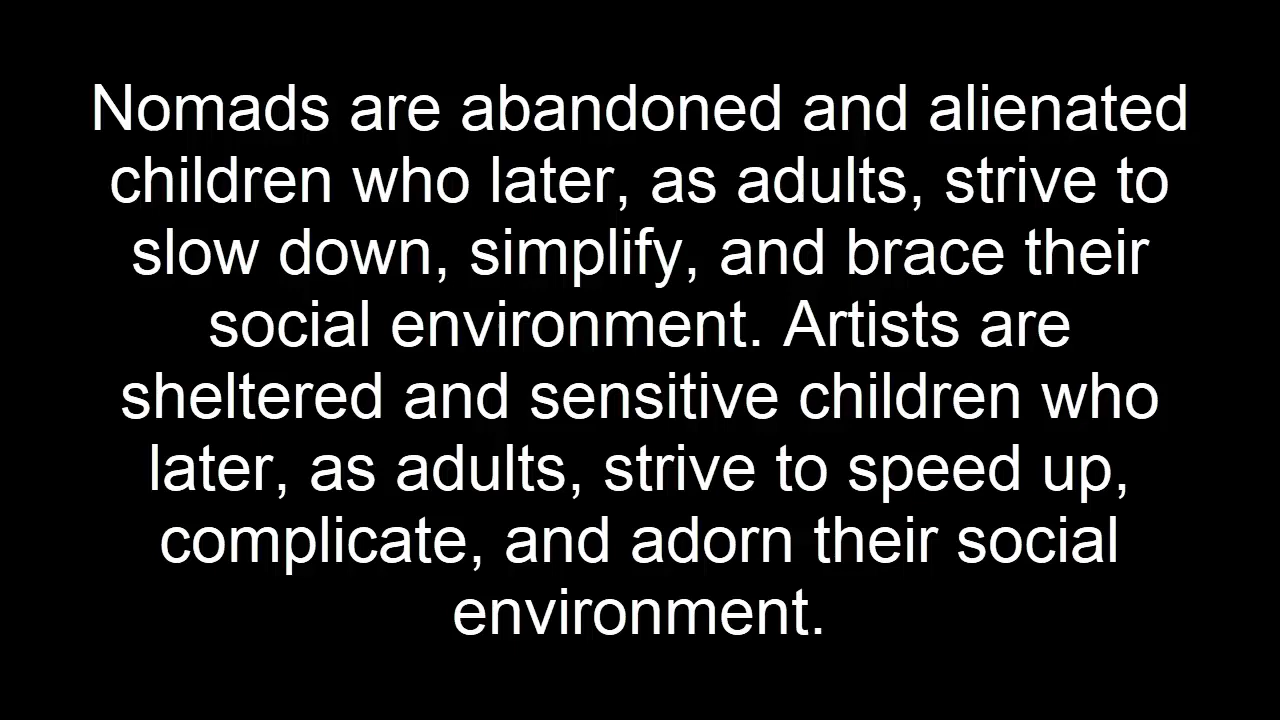 Nomads are abandoned and alienated
children who later, as adults, strive to
slow down, simplify, and brace their
social environment. Artists are
sheltered and sensitive children who
later, as adults, strive to speed up,
complicate, and adorn their social
environment.